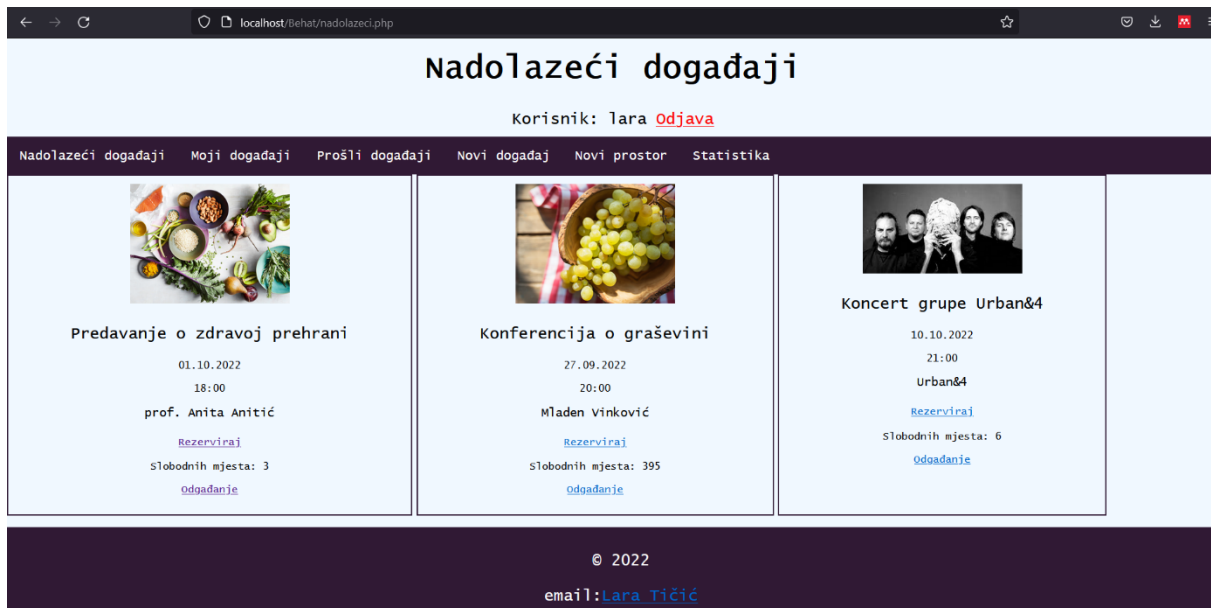 localhost/Behat/nadolazeci.php
Nadolazeći događaji
Korisnik: lara Odjava
Nadolazeći događaji Moji događaji Prošli događaji Novi događaj Novi prostor Statistika
Predavanje o zdravoj prehrani
01.10.2022
18:00
prof. Anita Anitić
Rezerviraj
Slobodnih mjesta: 3
Odgađanje
Konferencija o graševini
27.09.2022
20:00
Mladen Vinković
Rezerviraj
Slobodnih mjesta: 395
Odgađanje
Koncert grupe Urban&4
10.10.2022
21:00
Urban&4
Rezerviraj
Slobodnih mjesta: 6
Odgađanje
© 2022
email:Lara Tičić